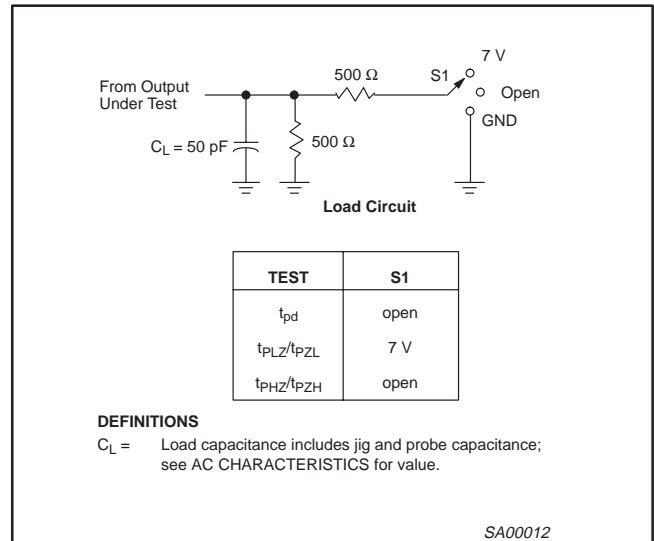 7 V
500 Ω
S1
From Output
Under Test
Open
GND
C_L = 50 pF
500 Ω
Load Circuit
TEST S1
t_pd open
t_PLZ/t_PZL 7 V
t_PHZ/t_PZH open
DEFINITIONS
C_L = Load capacitance includes jig and probe capacitance;
see AC CHARACTERISTICS for value.
SA00012